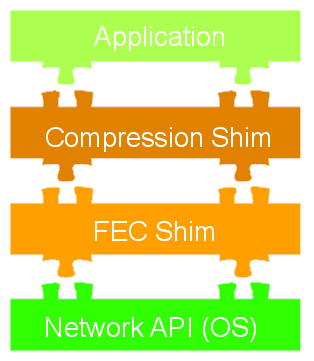 Application
Compression Shim
FEC Shim
Network API (OS)